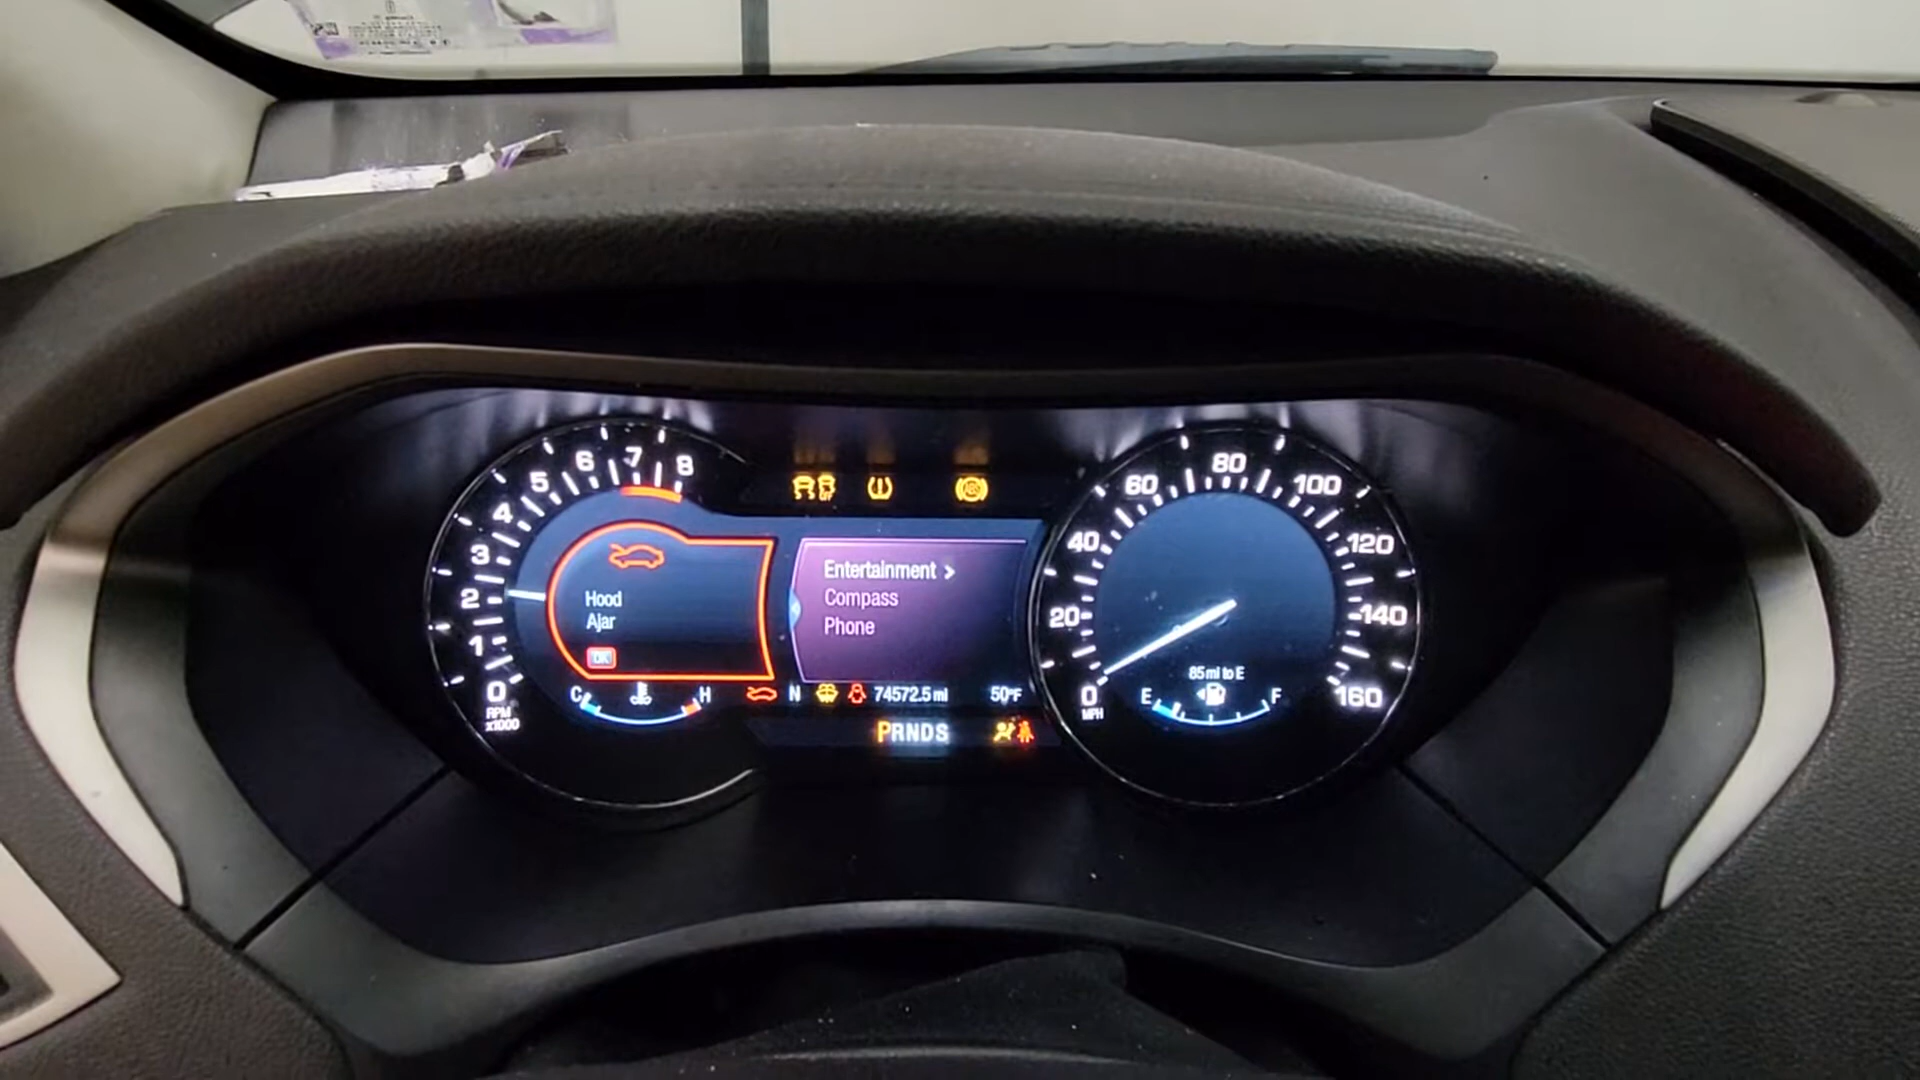 8
7
6
5
4
3
2
1
0
RPM
x1000
OFF
Hood
Ajar
OK
Entertainment >
Compass
Phone
C H
N 74572.5 mi 50°F
PRNDS
0
20
40
60
80
100
120
140
160
MPH
85 mi to E
E F